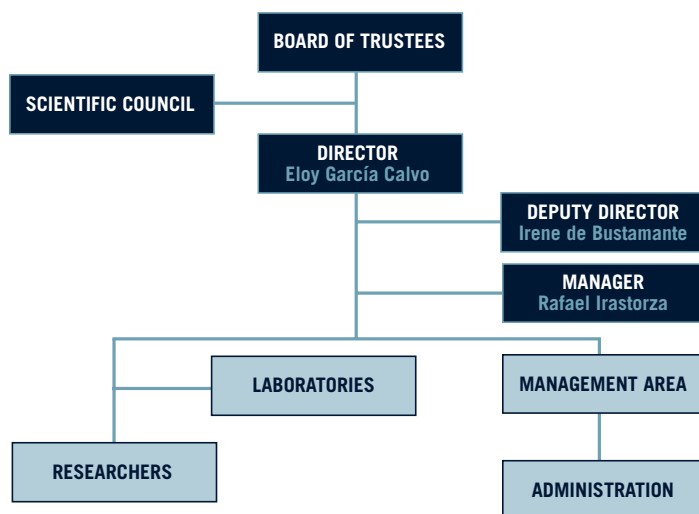 BOARD OF TRUSTEES
SCIENTIFIC COUNCIL
DIRECTOR
Eloy García Calvo
DEPUTY DIRECTOR
Irene de Bustamante
MANAGER
Rafael Irastorza
LABORATORIES
MANAGEMENT AREA
RESEARCHERS
ADMINISTRATION